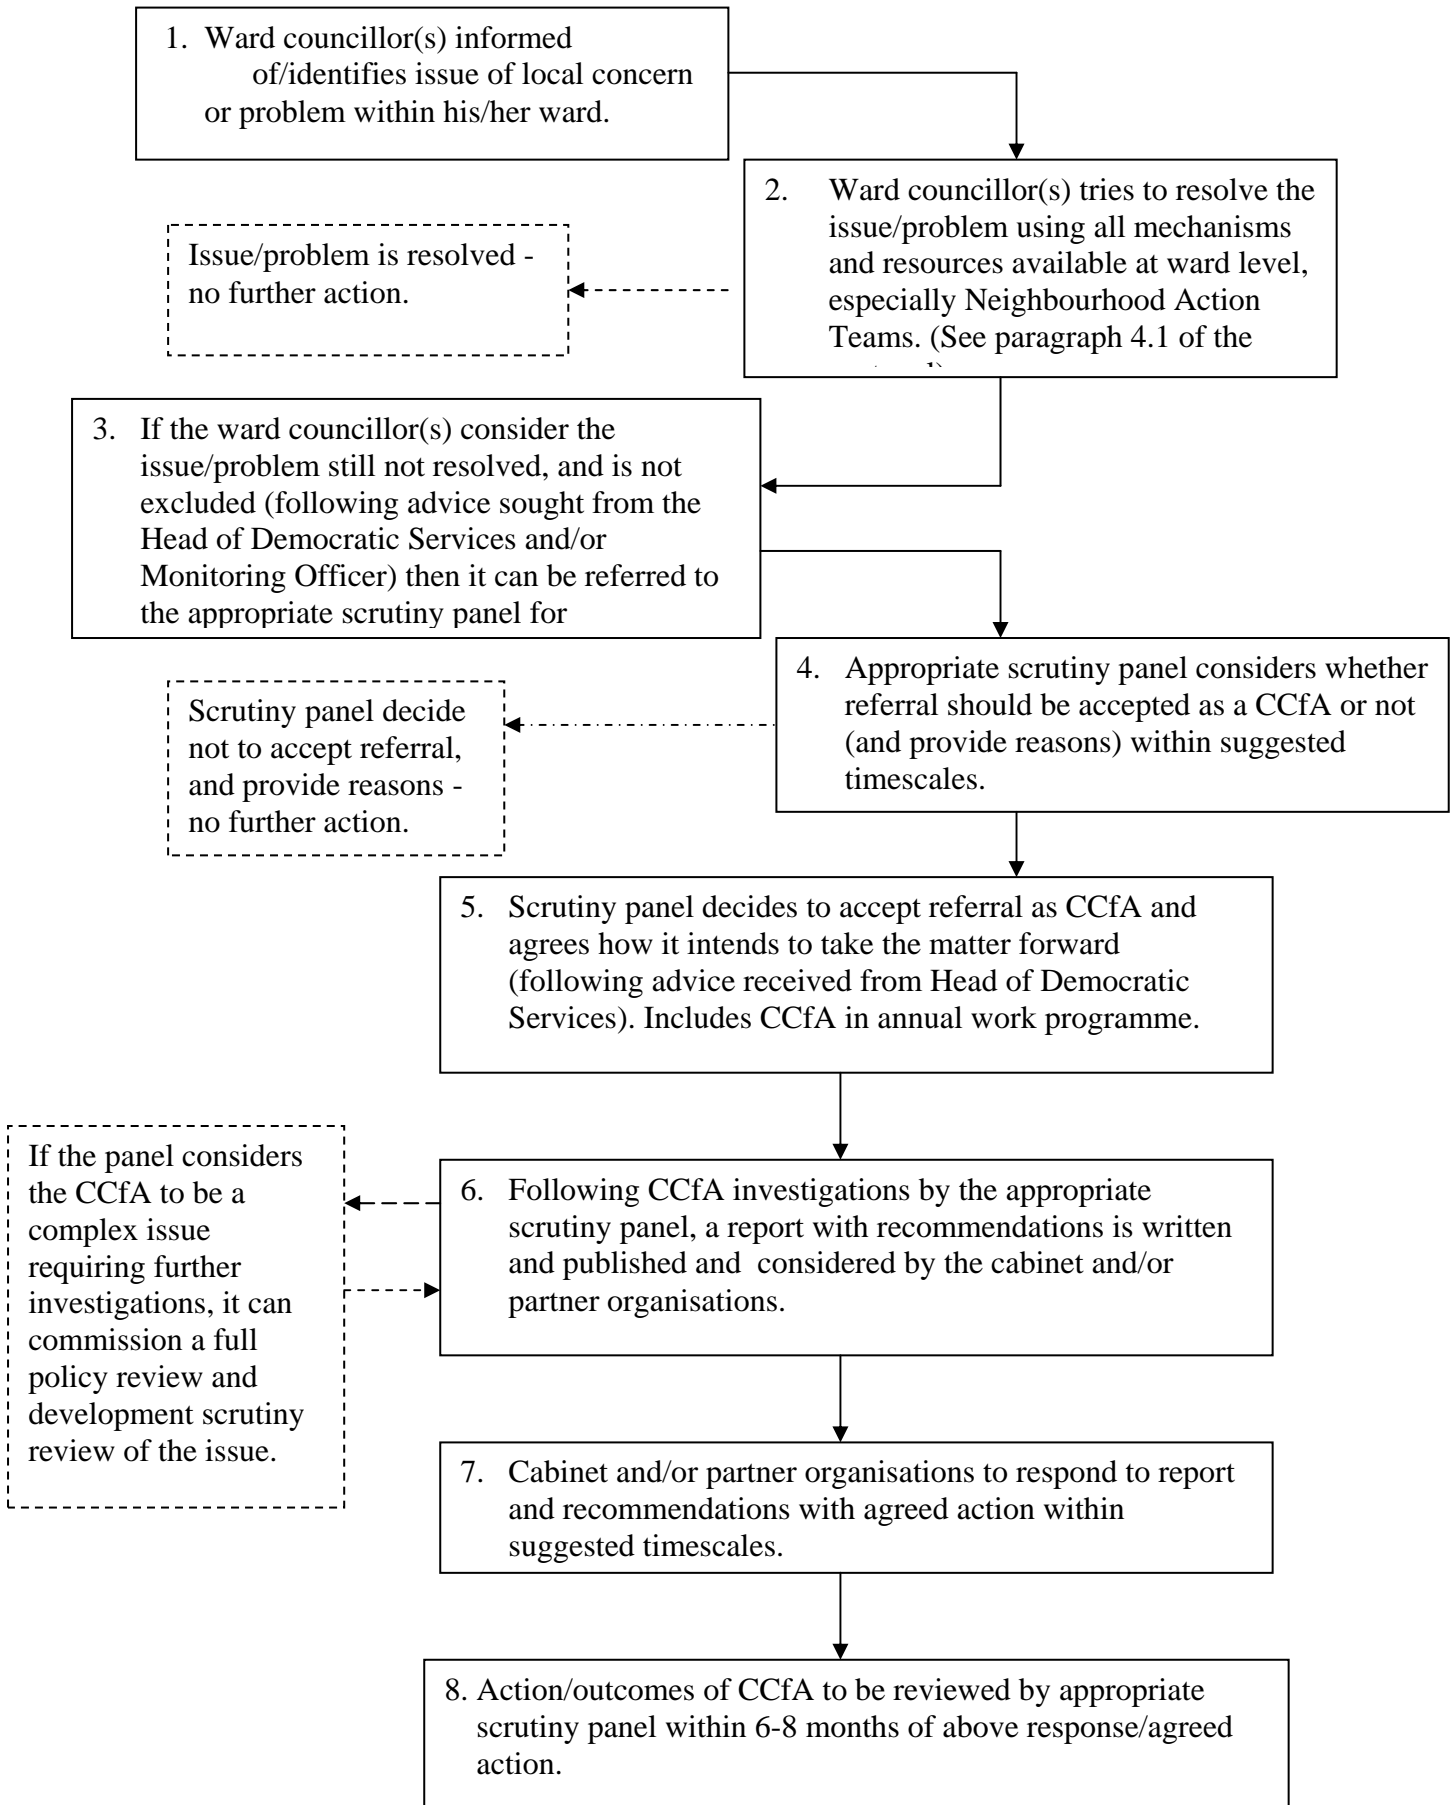 1. Ward councillor(s) informed
of/identifies issue of local concern
or problem within his/her ward.
2. Ward councillor(s) tries to resolve the
issue/problem using all mechanisms
and resources available at ward level,
especially Neighbourhood Action
Teams. (See paragraph 4.1 of the
Issue/problem is resolved -
no further action.
3. If the ward councillor(s) consider the
issue/problem still not resolved, and is not
excluded (following advice sought from the
Head of Democratic Services and/or
Monitoring Officer) then it can be referred to
the appropriate scrutiny panel for
4. Appropriate scrutiny panel considers whether
referral should be accepted as a CCfA or not
(and provide reasons) within suggested
timescales.
Scrutiny panel decide
not to accept referral,
and provide reasons -
no further action.
5. Scrutiny panel decides to accept referral as CCfA and
agrees how it intends to take the matter forward
(following advice received from Head of Democratic
Services). Includes CCfA in annual work programme.
If the panel considers
the CCfA to be a
complex issue
requiring further
investigations, it can
commission a full
policy review and
development scrutiny
review of the issue.
6. Following CCfA investigations by the appropriate
scrutiny panel, a report with recommendations is written
and published and considered by the cabinet and/or
partner organisations.
7. Cabinet and/or partner organisations to respond to report
and recommendations with agreed action within
suggested timescales.
8. Action/outcomes of CCfA to be reviewed by appropriate
scrutiny panel within 6-8 months of above response/agreed
action.